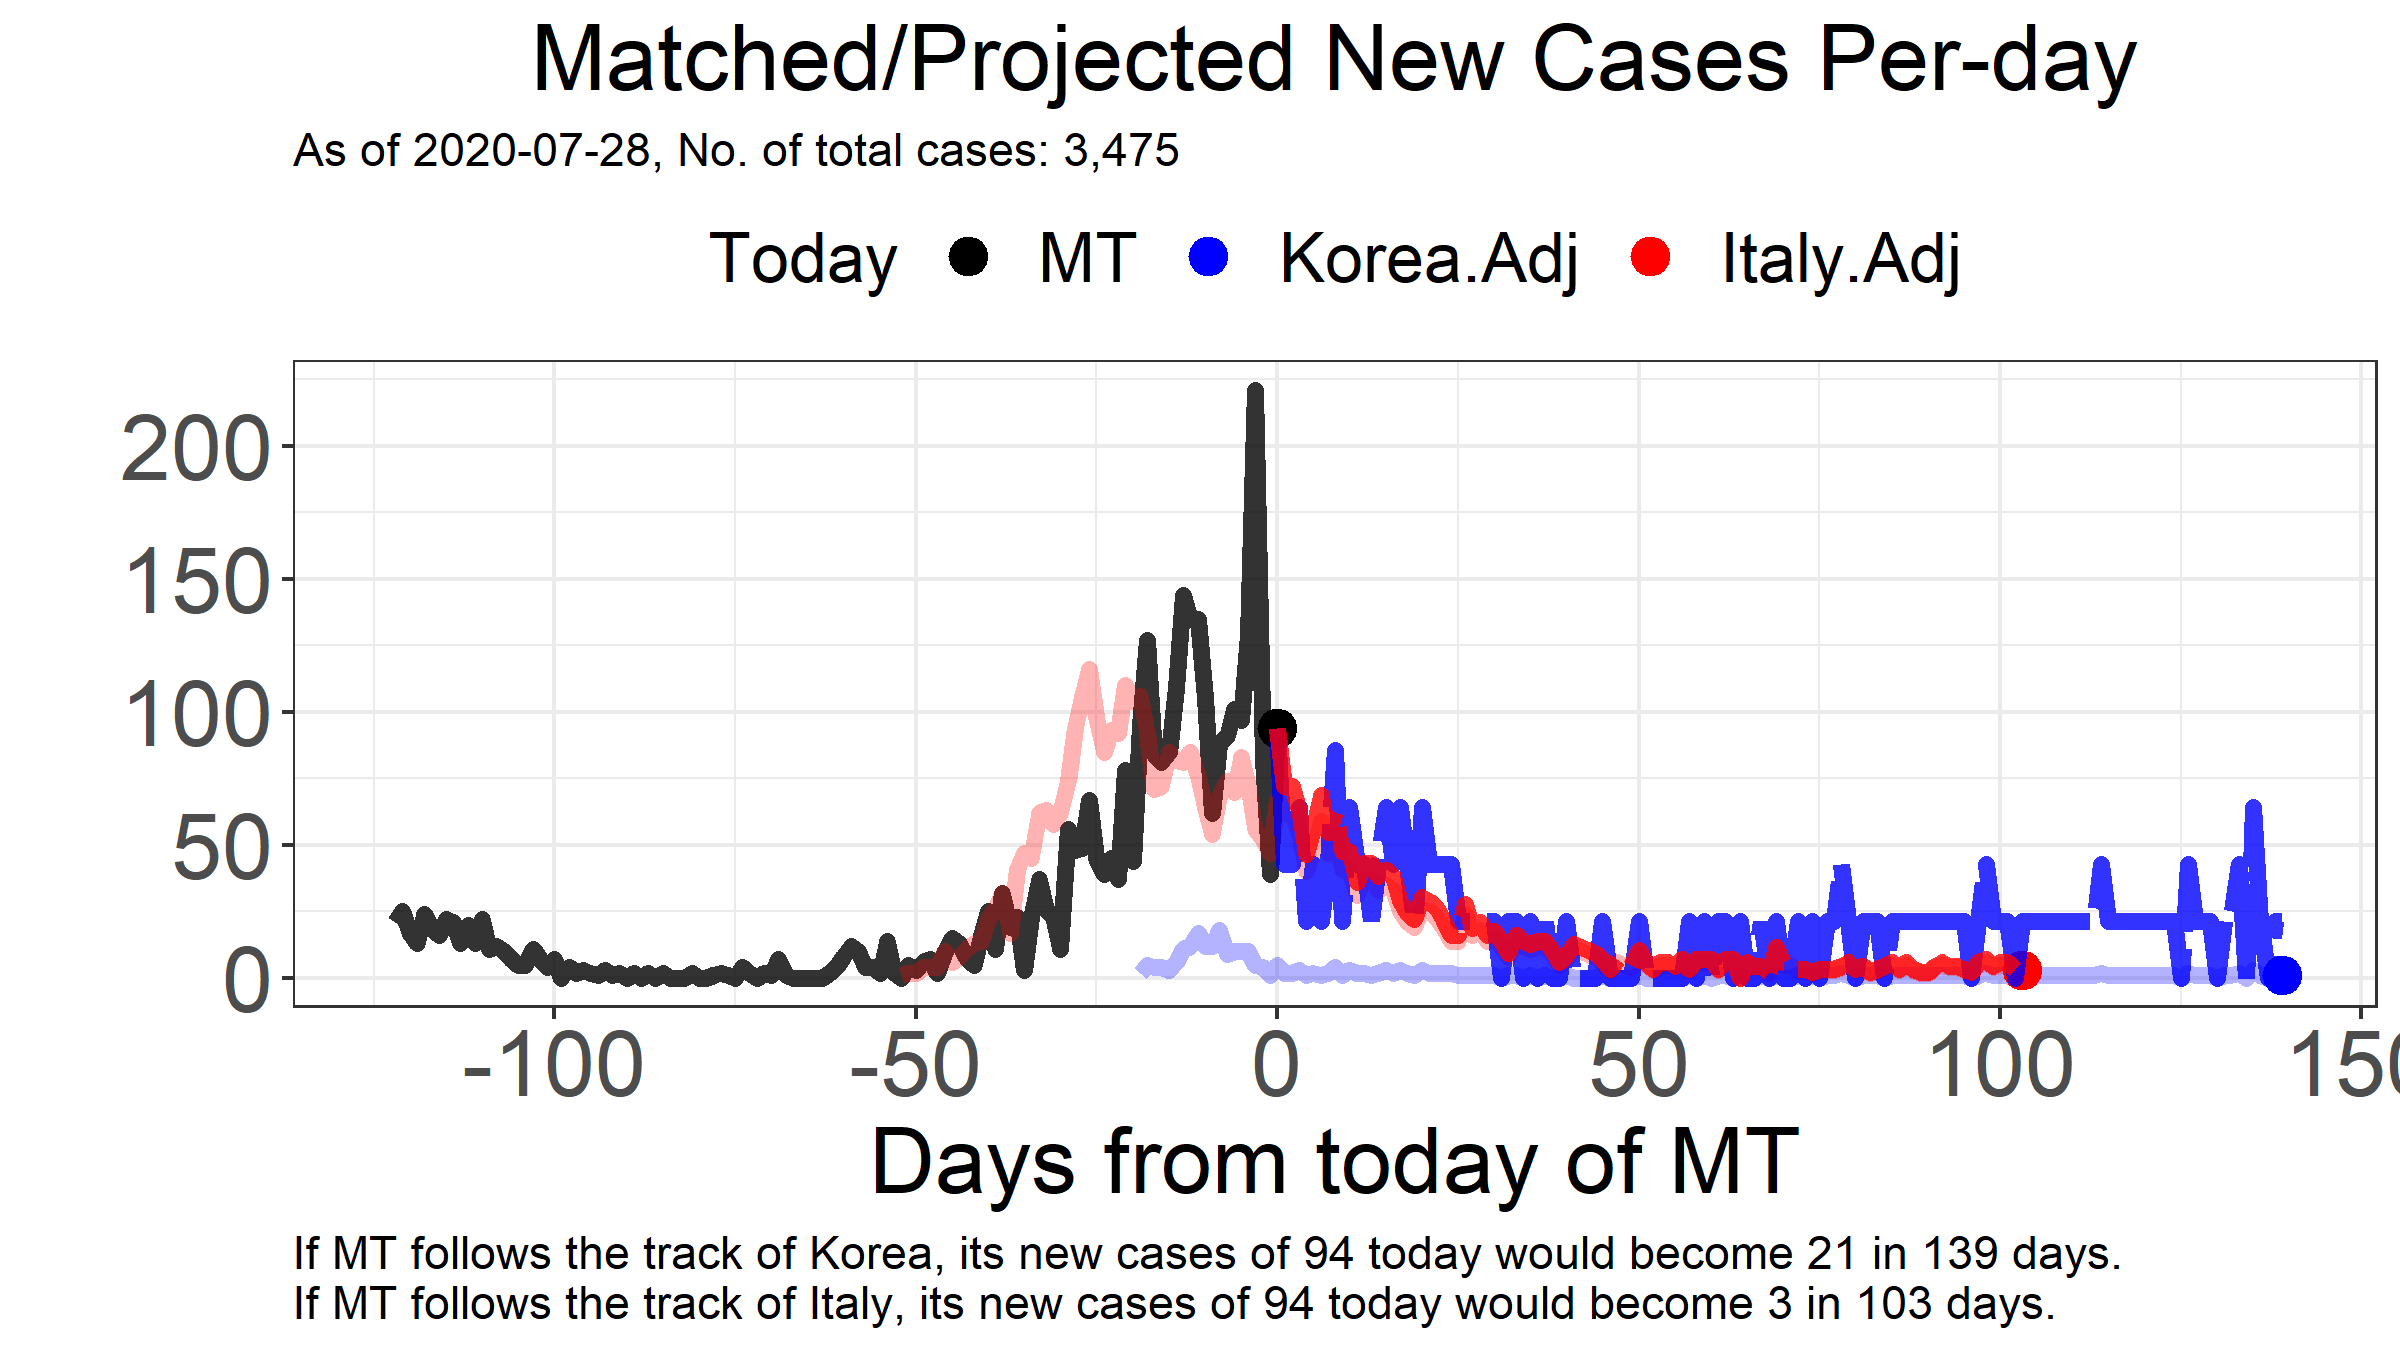 Matched/Projected New Cases Per-day
As of 2020-07-28, No. of total cases: 3,475
Today MT Korea.Adj Italy.Adj
200
150
100
50
0
-100 -50 0 50 100 150
Days from today of MT
If MT follows the track of Korea, its new cases of 94 today would become 21 in 139 days.
If MT follows the track of Italy, its new cases of 94 today would become 3 in 103 days.